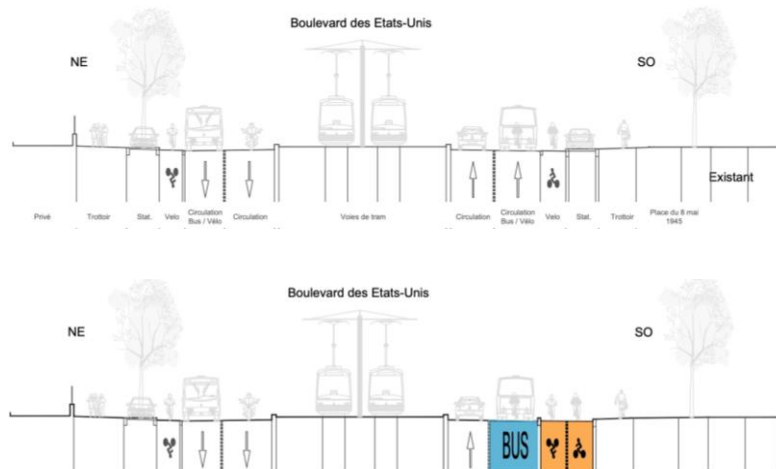 Boulevard des Etats-Unis
NE
SO
Existant
Privé
Trottoir
Stat.
Velo
Circulation
Bus / Vélo
Circulation
Voies de tram
Circulation
Circulation
Bus / Vélo
Velo
Stat.
Trottoir
Place du 8 mai
1945
Boulevard des Etats-Unis
NE
SO
BUS